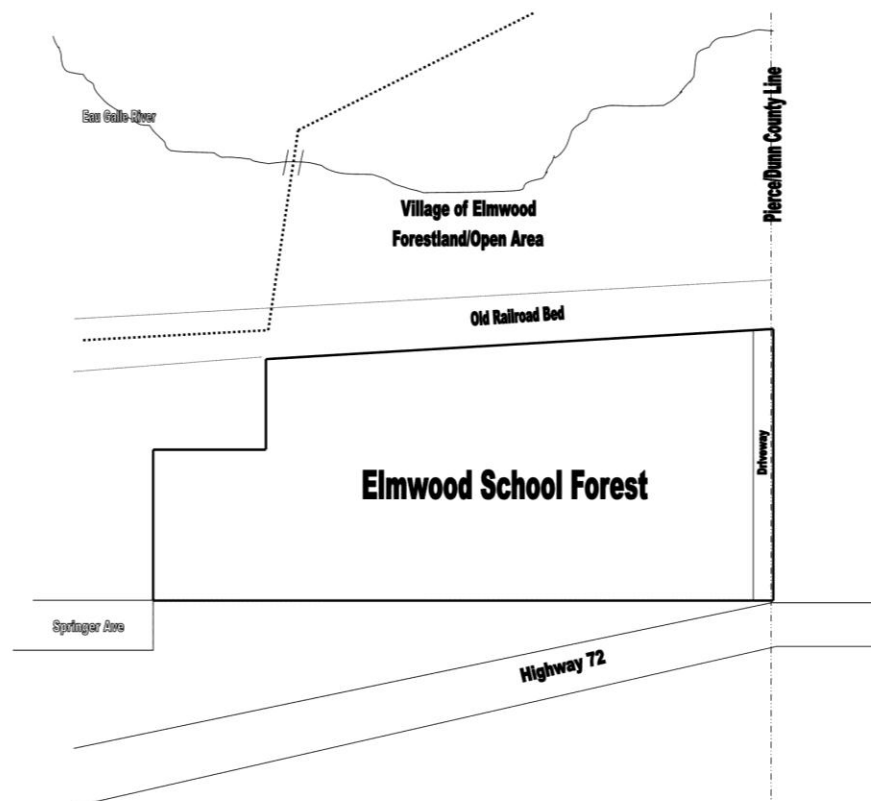 Eau Galle River
Pierce/Dunn County Line
Village of Elmwood
Forestland/Open Area
Old Railroad Bed
Driveway
Elmwood School Forest
Springer Ave
Highway 72